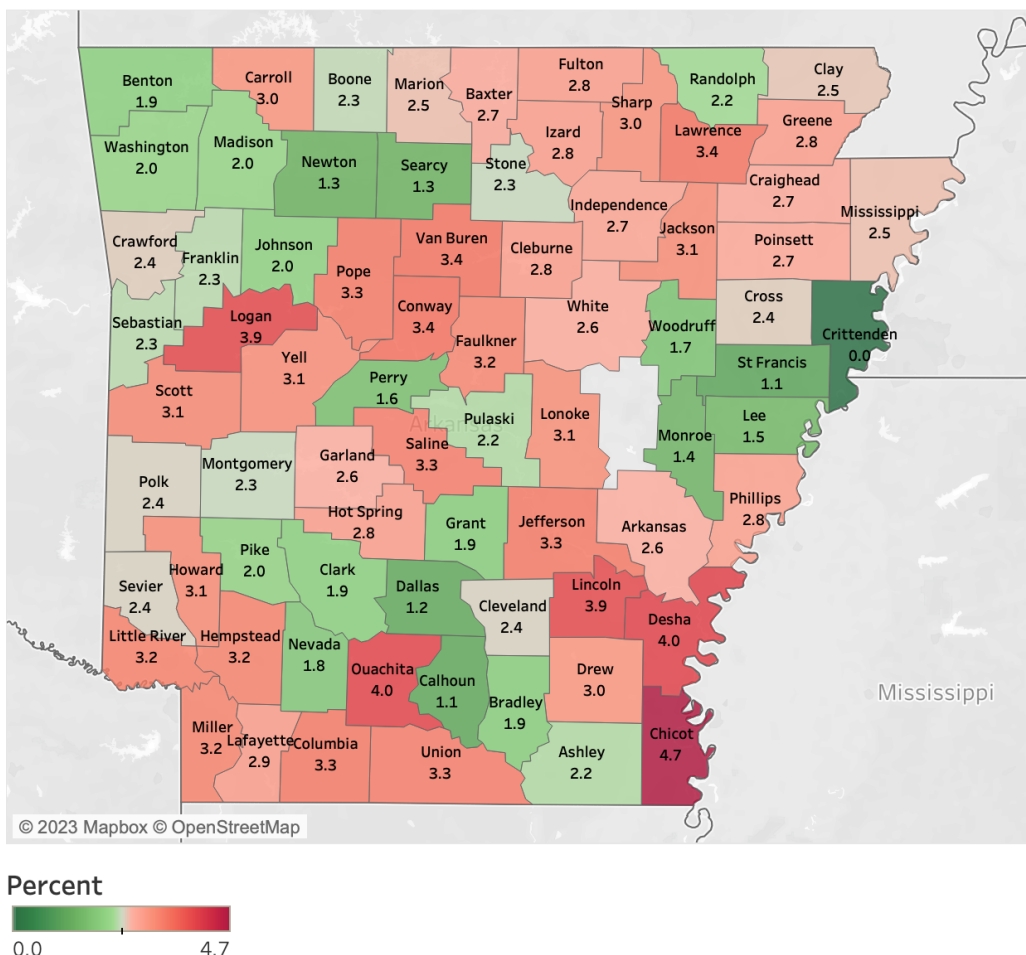 Benton
1.9
Carroll
3.0
Boone
2.3
Marion
2.5
Baxter
2.7
Fulton
2.8
Sharp
3.0
Randolph
2.2
Clay
2.5
Greene
2.8
Lawrence
3.4
Izard
2.8
Washington
2.0
Madison
2.0
Newton
1.3
Searcy
1.3
Stone
2.3
Independence
2.7
Craighead
2.7
Mississippi
2.5
Crawford
2.4
Franklin
2.3
Johnson
2.0
Pope
3.3
Van Buren
3.4
Cleburne
2.8
Jackson
3.1
Poinsett
2.7
Sebastian
2.3
Logan
3.9
Conway
3.4
Faulkner
3.2
White
2.6
Woodruff
1.7
Cross
2.4
Crittenden
0.0
St Francis
1.1
Yell
3.1
Scott
3.1
Perry
1.6
Arkansas
Pulaski
2.2
Lonoke
3.1
Monroe
1.4
Lee
1.5
Saline
3.3
Polk
2.4
Montgomery
2.3
Garland
2.6
Hot Spring
2.8
Grant
1.9
Jefferson
3.3
Arkansas
2.6
Phillips
2.8
Howard
3.1
Pike
2.0
Clark
1.9
Dallas
1.2
Cleveland
2.4
Lincoln
3.9
Desha
4.0
Sevier
2.4
Little River
3.2
Hempstead
3.2
Nevada
1.8
Ouachita
4.0
Calhoun
1.1
Bradley
1.9
Drew
3.0
Mississippi
Miller
3.2
Lafayette
2.9
Columbia
3.3
Union
3.3
Ashley
2.2
Chicot
4.7
© 2023 Mapbox © OpenStreetMap
Percent
0.0
4.7